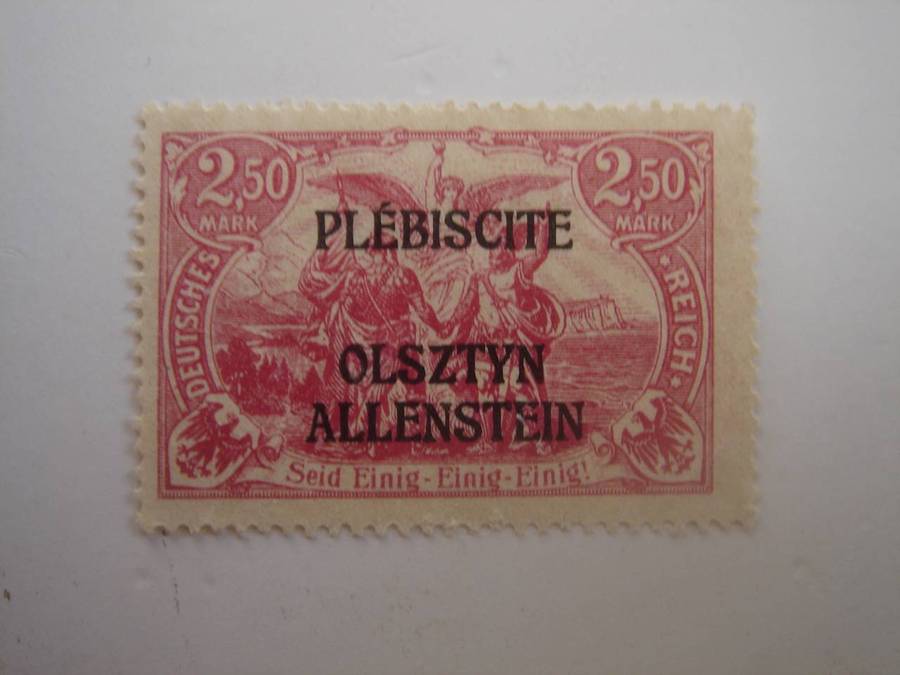 2,50 2,50
MARK MARK
PLÉBISCITE
DEUTSCHES * REICH *
OLSZTYN
ALLENSTEIN
Seid Einig - Einig - Einig!